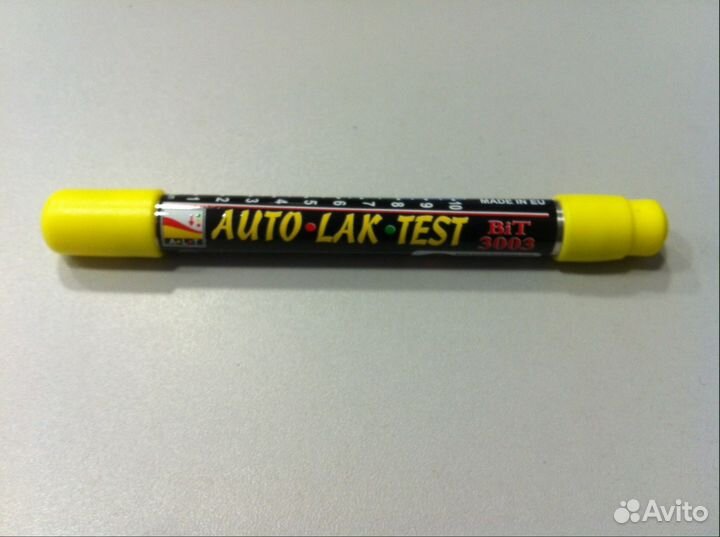 1 2 3 4 5 6 7 8 9 10 MADE IN EU
AUTO • LAK • TEST BiT
3003
Avito